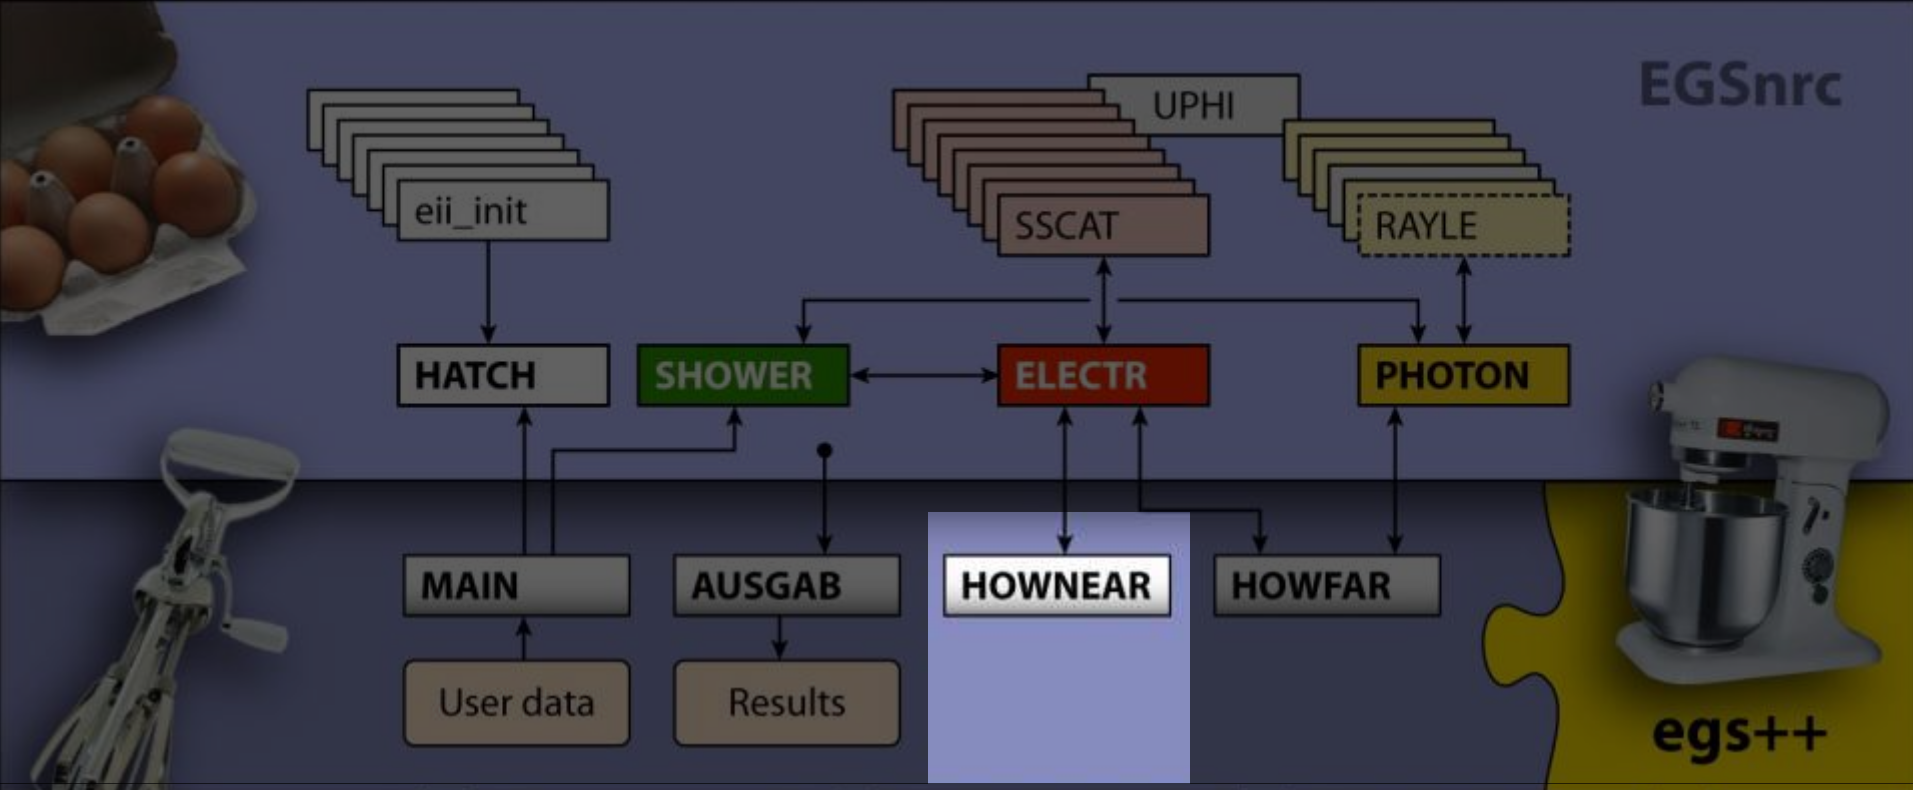 EGSnrc
UPHI
eii_init
SSCAT
RAYLE
HATCH
SHOWER
ELECTR
PHOTON
MAIN
AUSGAB
HOWNEAR
HOWFAR
User data
Results
egs++